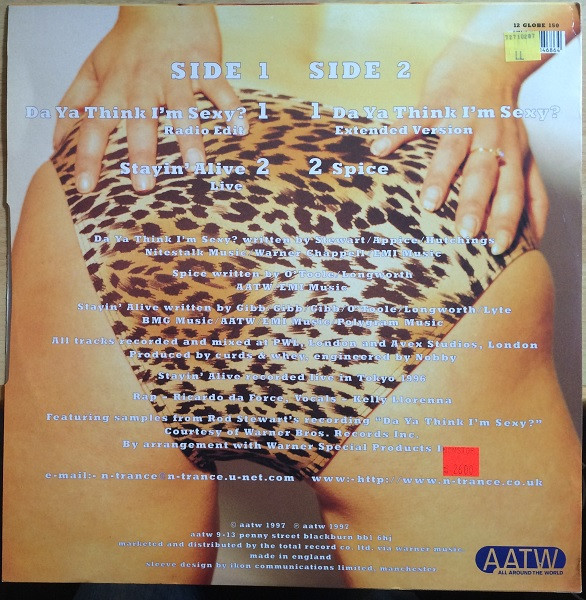 12 GLOBE 150
LL
46864
SIDE 1 SIDE 2
Da Ya Think I'm Sexy? 1 1 Da Ya Think I'm Sexy?
Radio Edit Extended Version
Stayin' Alive 2 2 Spice
Live
Da Ya Think I'm Sexy? written by Stewart/Appice/Hutchings
Nitestalk Music Warner Chappell/EMI Music
Spice written by O'Toole/Longworth
AATW EMI Music
Stayin' Alive written by Gibb/Gibb/Gibb/O'Toole/Longworth Lyte
BMG Music AATW EMI Music Polygram Music
All tracks recorded and mixed at PWL, London and Avex Studios, London
Produced by curds & whey, engineered by Nobby
Stayin' Alive recorded live in Tokyo 1996
Rap - Ricardo da Force, Vocals - Kelly Llorenna
Featuring samples from Rod Stewart's recording "Da Ya Think I'm Sexy?"
Courtesy of Warner Bros. Records Inc.
By arrangement with Warner Special Products
e-mail:- n-trance@n-trance.u-net.com www:-http:@www.n-trance.co.uk
© aatw 1997 ℗ aatw 1997
aatw 9-13 penny street blackburn bb1 6hj
marketed and distributed by the total record co. ltd. via warner music
made in england
sleeve design by ikon communications limited, manchester
AATW
ALL AROUND THE WORLD